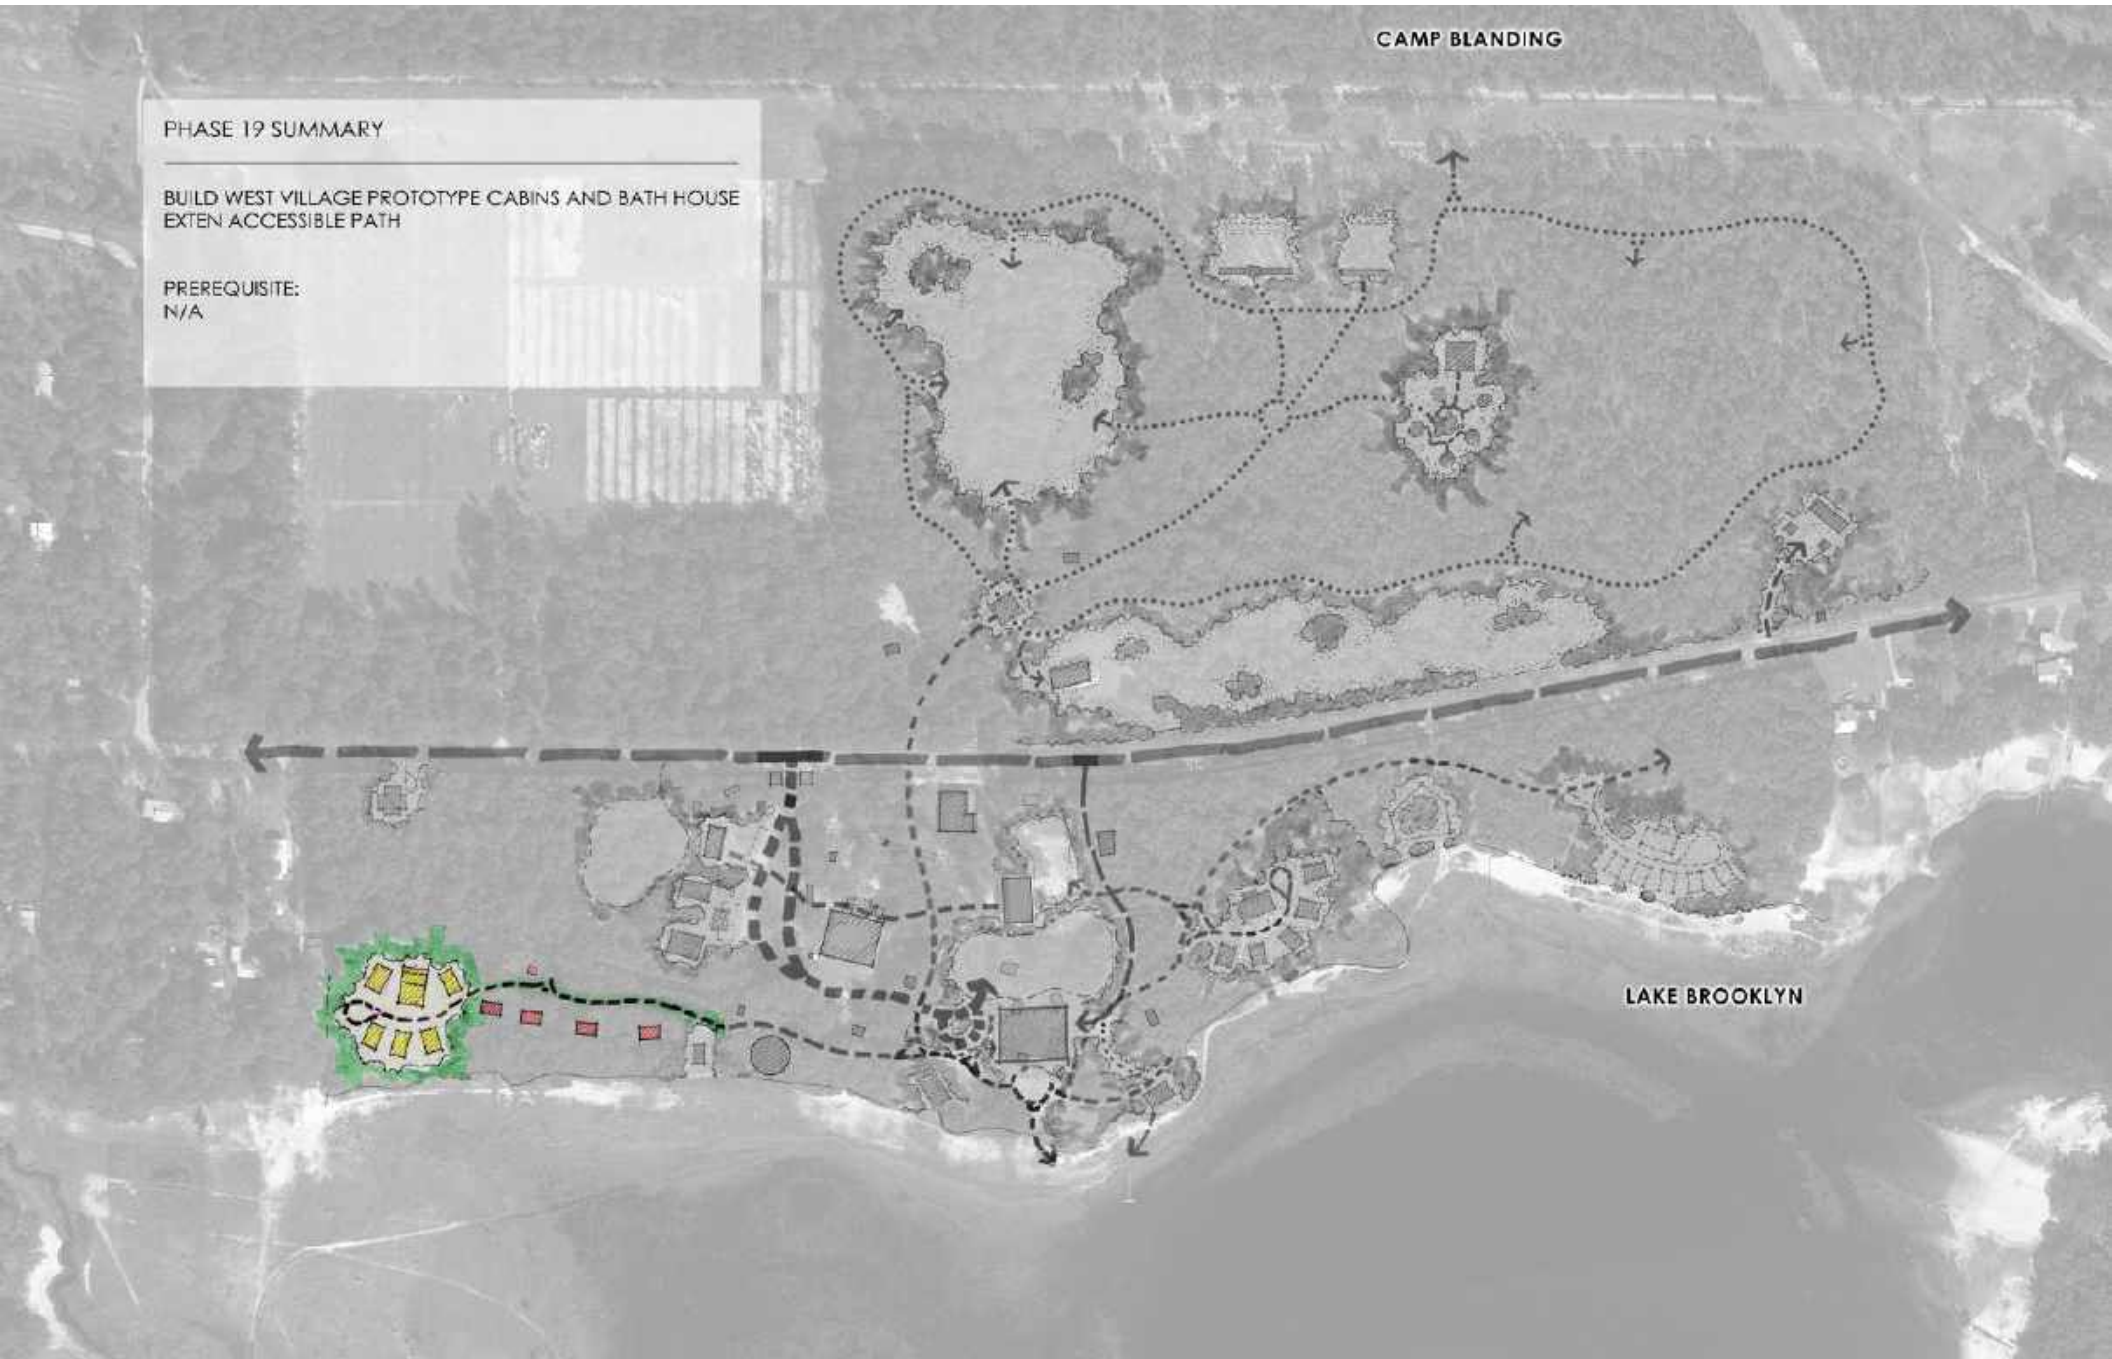 CAMP BLANDING
PHASE 19 SUMMARY
BUILD WEST VILLAGE PROTOTYPE CABINS AND BATH HOUSE
EXTEN ACCESSIBLE PATH
PREREQUISITE:
N/A
LAKE BROOKLYN